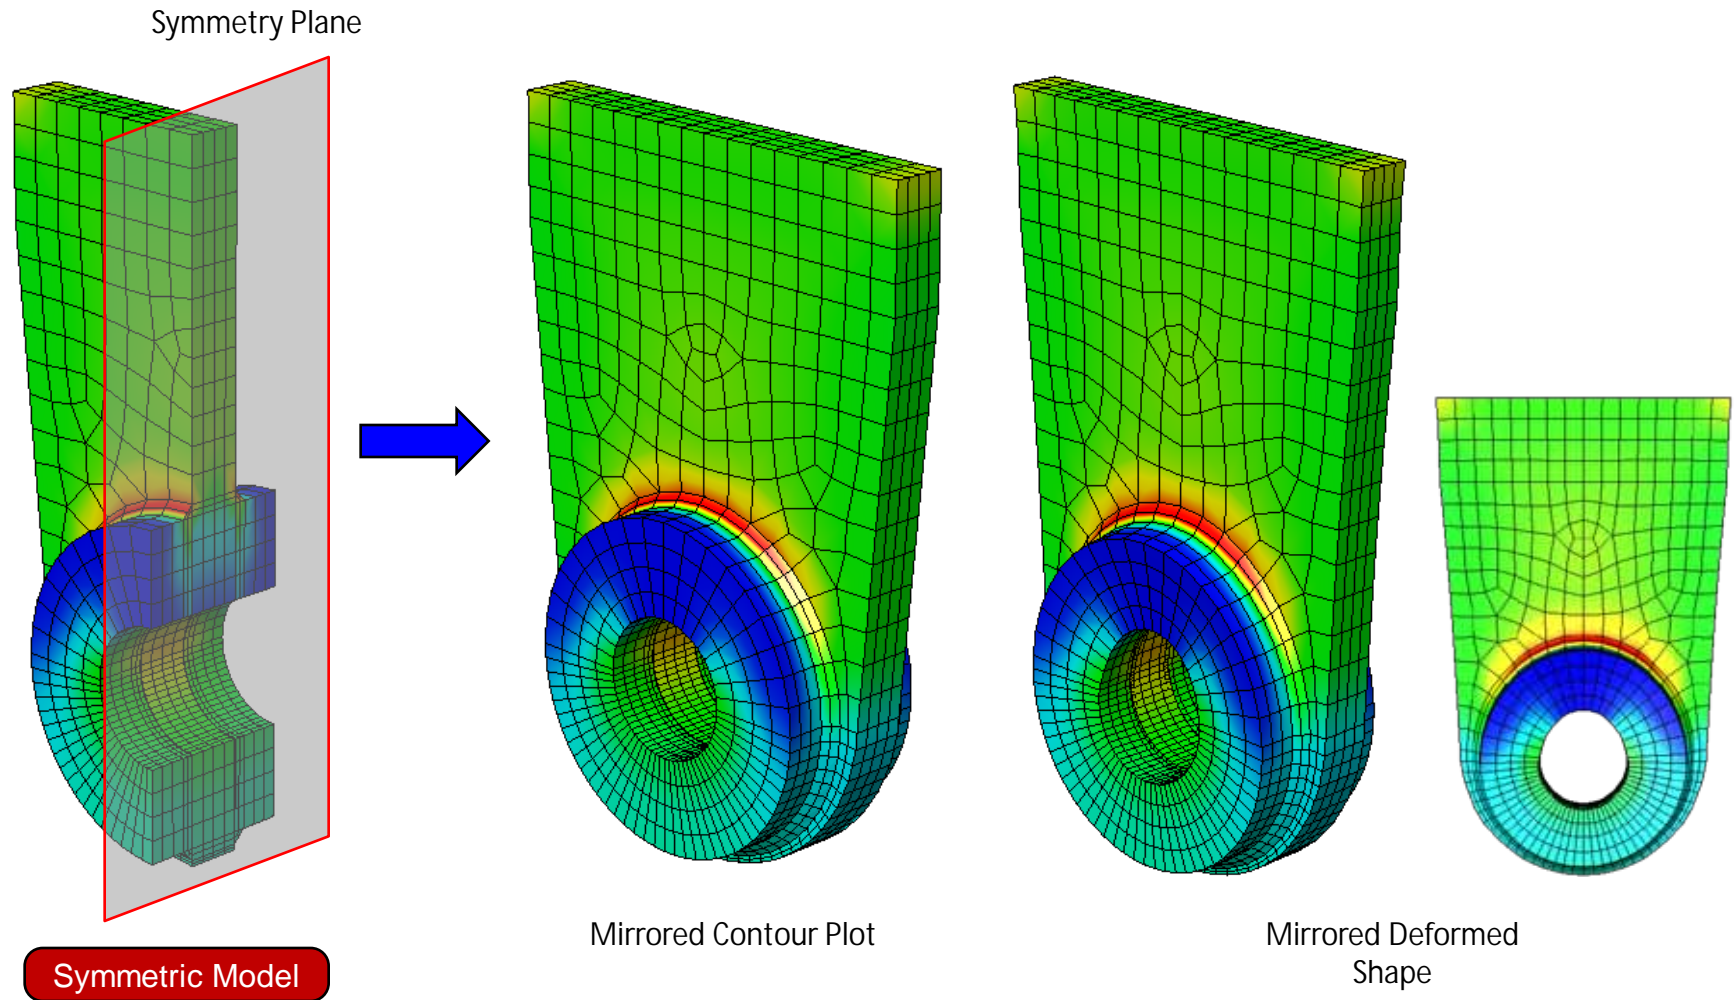 Symmetry Plane
Mirrored Contour Plot
Mirrored Deformed
Shape
Symmetric Model